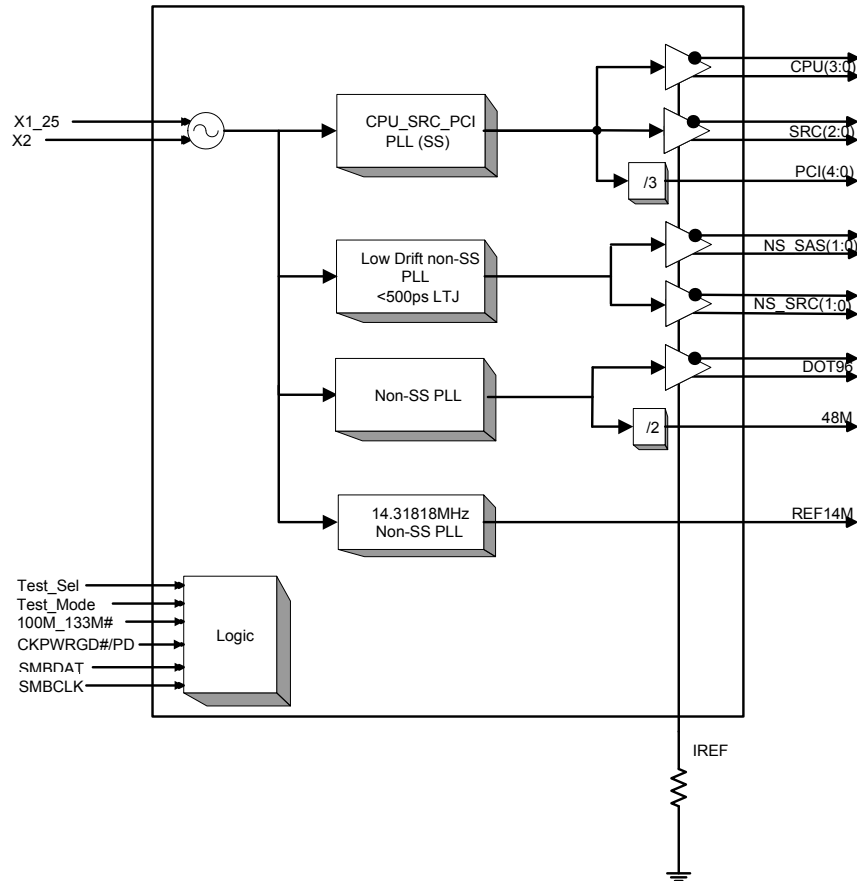 CPU(3:0)
X1_25
X2
CPU_SRC_PCI
PLL (SS)
SRC(2:0)
/3
PCI(4:0)
Low Drift non-SS
PLL
<500ps LTJ
NS_SAS(1:0)
NS_SRC(1:0)
Non-SS PLL
DOT96
/2
48M
14.31818MHz
Non-SS PLL
REF14M
Test_Sel
Test_Mode
100M_133M#
CKPWRGD#/PD
SMBDAT
SMBCLK
Logic
IREF